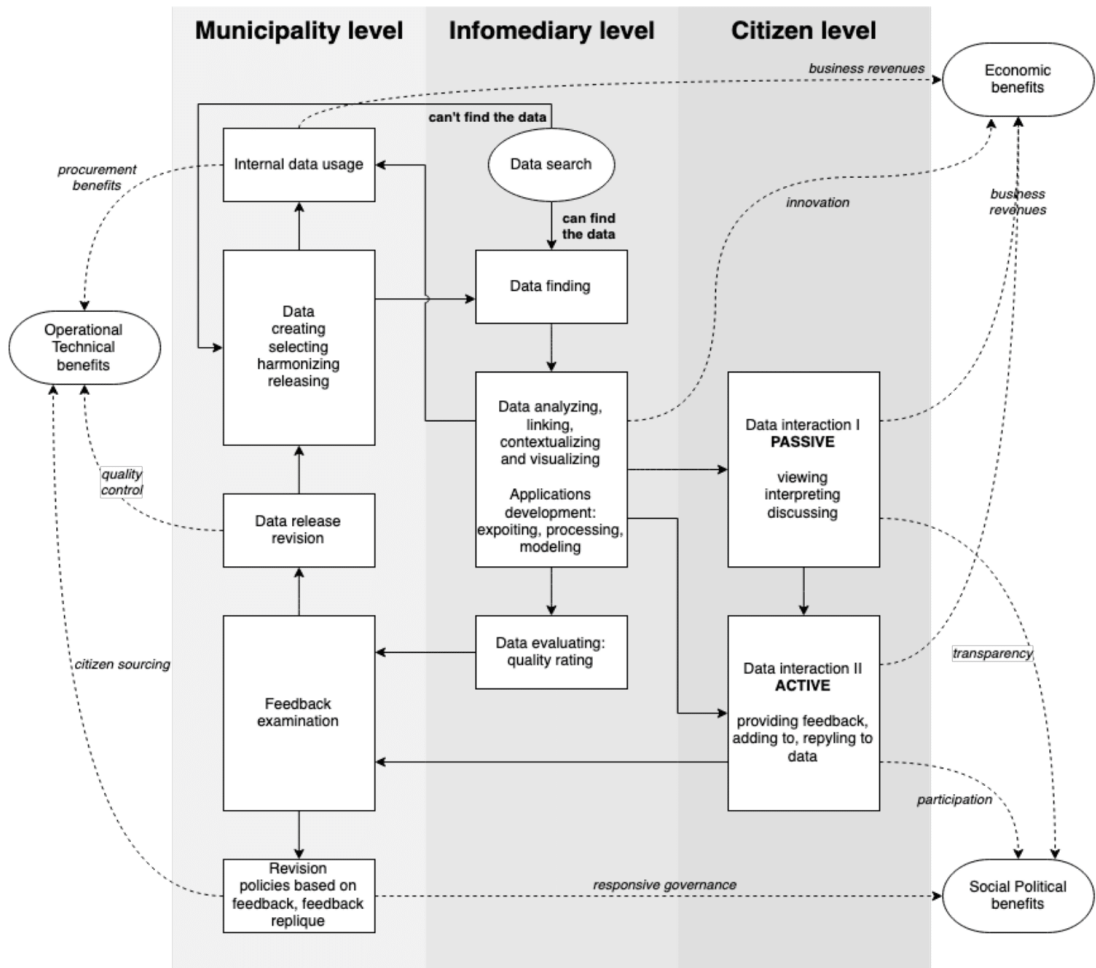 Municipality level
Infomediary level
Citizen level
business revenues
Economic
benefits
can't find the data
Internal data usage
Data search
procurement
benefits
can find
the data
innovation
business
revenues
Data finding
Data
creating
selecting
harmonizing
releasing
Operational
Technical
benefits
Data analyzing,
linking,
contextualizing
and visualizing
Applications
development:
expoiting, processing,
modeling
Data interaction I
PASSIVE
viewing
interpreting
discussing
quality
control
Data release
revision
Data evaluating:
quality rating
citizen sourcing
Feedback
examination
Data interaction II
ACTIVE
providing feedback,
adding to, repyling to
data
transparency
participation
Revision
policies based on
feedback, feedback
replique
responsive governance
Social Political
benefits